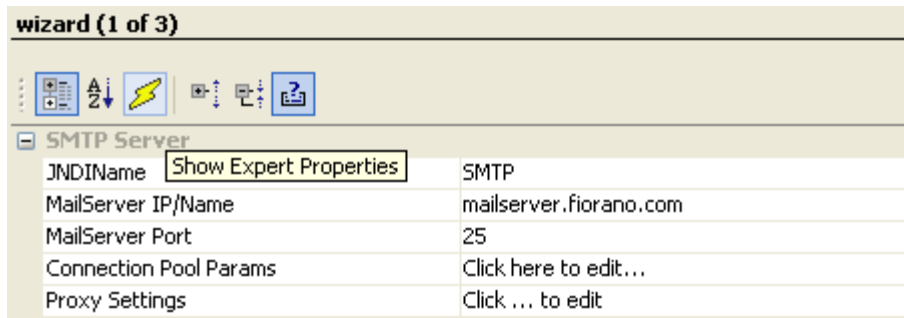 wizard (1 of 3)
A
Z
?
SMTP Server
Show Expert Properties
JNDIName SMTP
MailServer IP/Name mailserver.fiorano.com
MailServer Port 25
Connection Pool Params Click here to edit...
Proxy Settings Click ... to edit